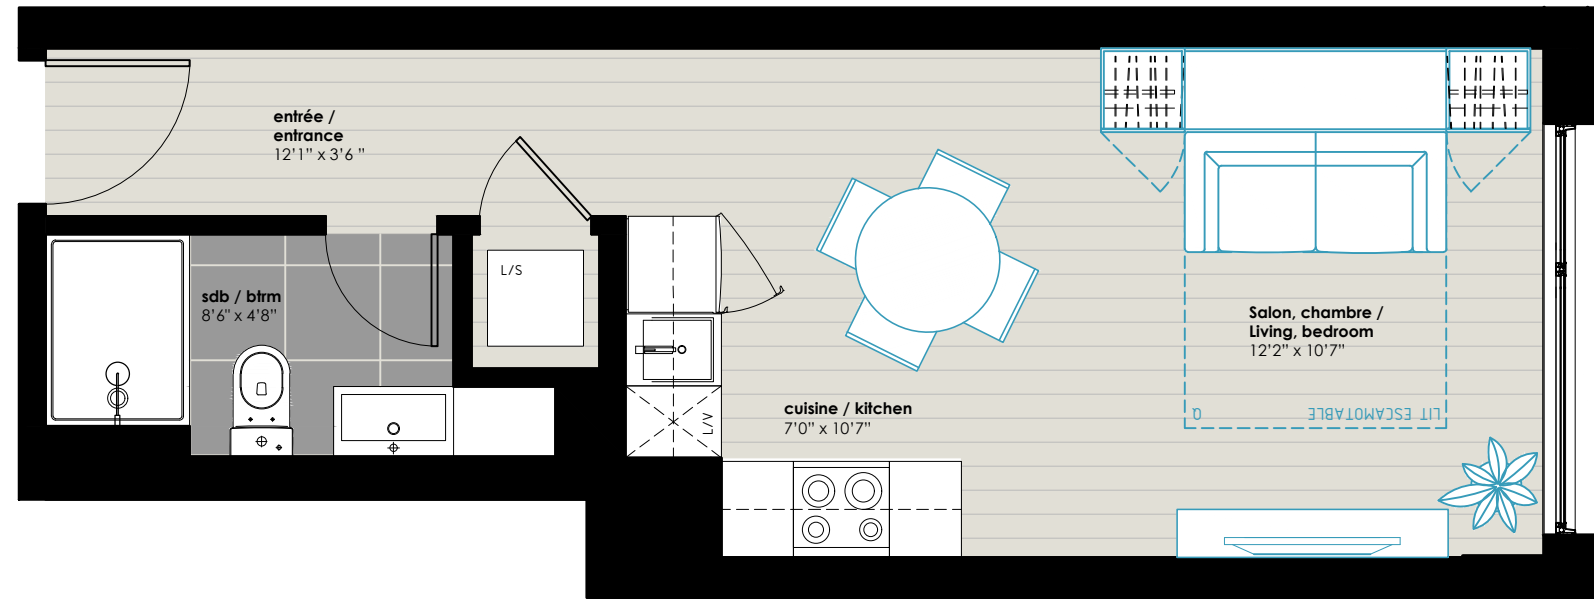 entrée /
entrance
12'1" x 3'6 "
L/S
sdb / btrm
8'6" x 4'8"
Salon, chambre /
Living, bedroom
12'2" x 10'7"
cuisine / kitchen
7'0" x 10'7"
L/V
LIT ESCAMOTABLE Q